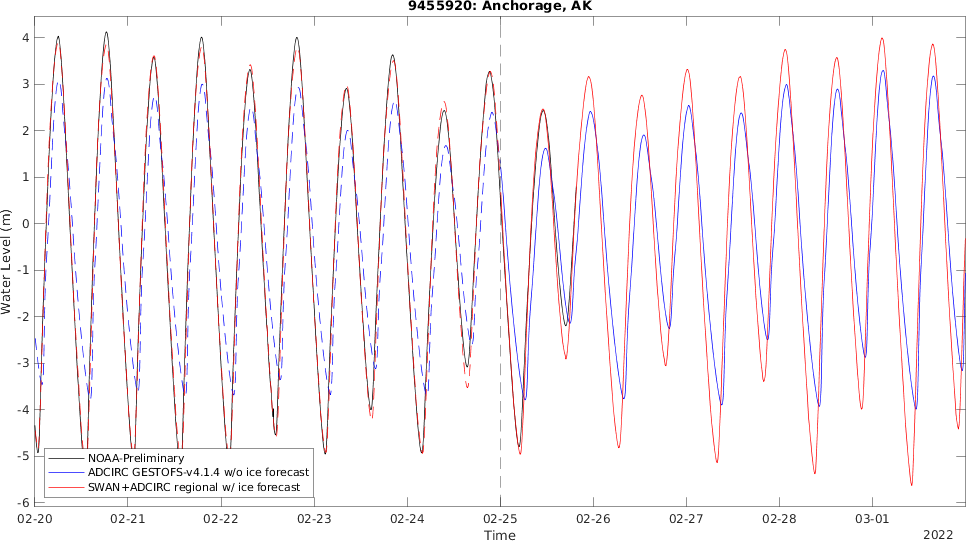 9455920: Anchorage, AK
4
3
2
1
0
-1
-2
-3
-4
-5
-6
Water Level (m)
NOAA-Preliminary
ADCIRC GESTOFS-v4.1.4 w/o ice forecast
SWAN+ADCIRC regional w/ ice forecast
02-20 02-21 02-22 02-23 02-24 02-25 02-26 02-27 02-28 03-01
Time
2022